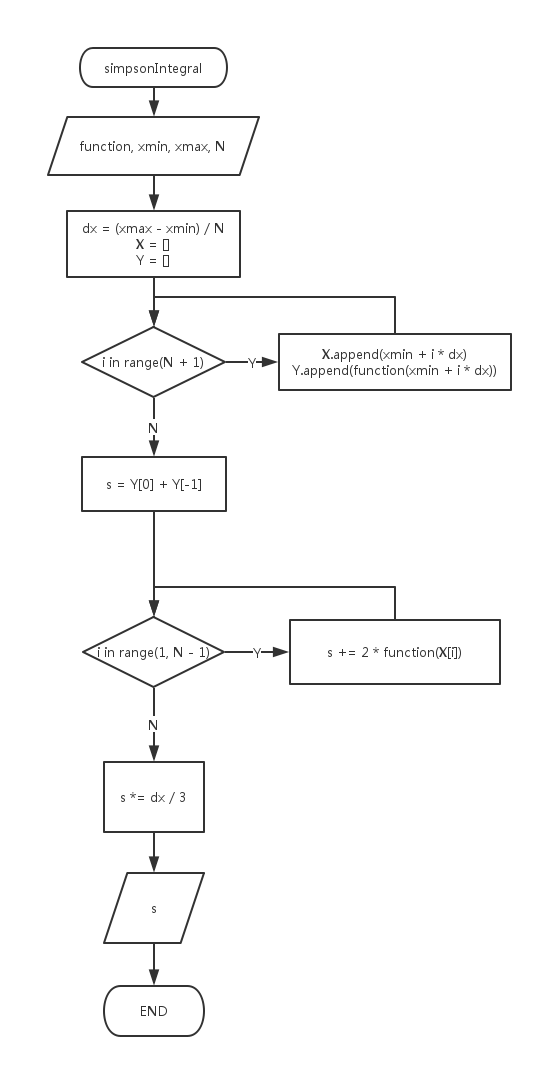 simpsonIntegral
function, xmin, xmax, N
dx = (xmax - xmin) / N
X = []
Y = []
i in range(N + 1)
Y
X.append(xmin + i * dx)
Y.append(function(xmin + i * dx))
N
s = Y[0] + Y[-1]
i in range(1, N - 1)
Y
s += 2 * function(X[i])
N
s *= dx / 3
s
END